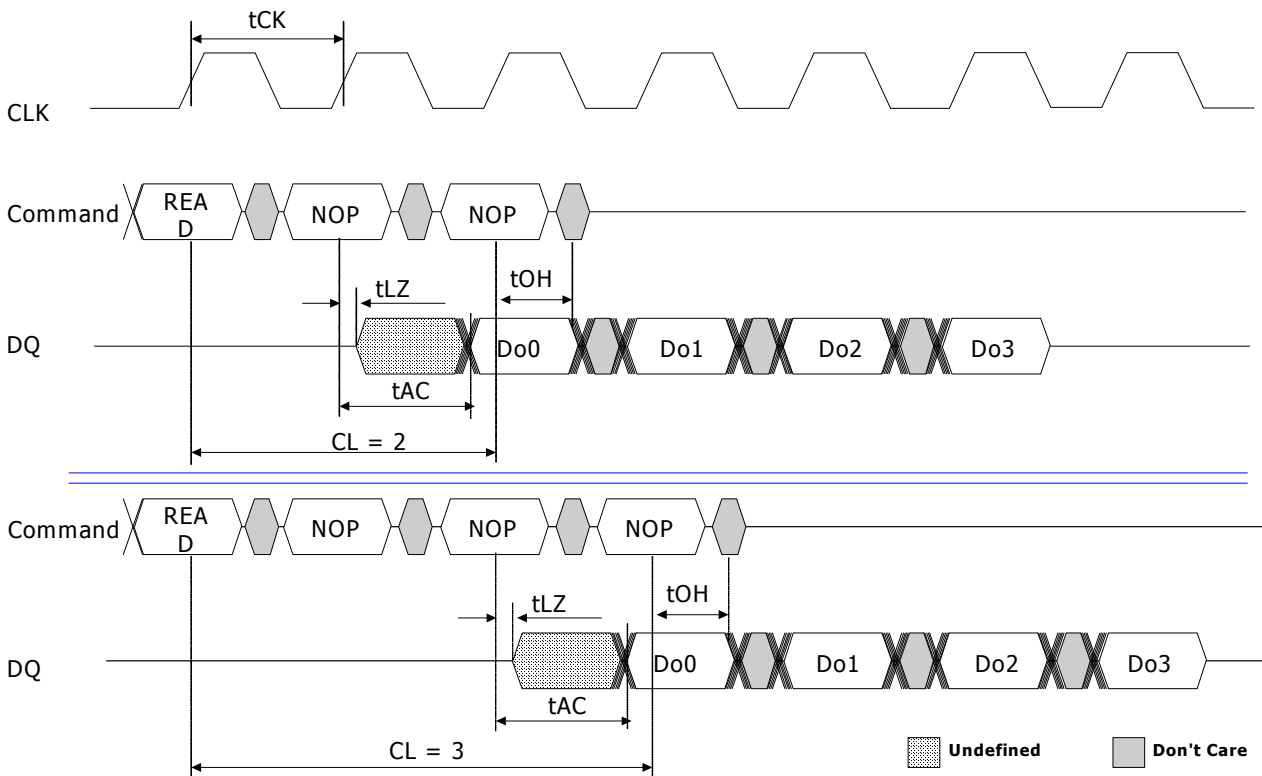 tCK
CLK
Command
REA
D
NOP
NOP
tLZ
tOH
DQ
Do0
Do1
Do2
Do3
tAC
CL = 2
Command
REA
D
NOP
NOP
NOP
tLZ
tOH
DQ
Do0
Do1
Do2
Do3
tAC
CL = 3
Undefined
Don't Care